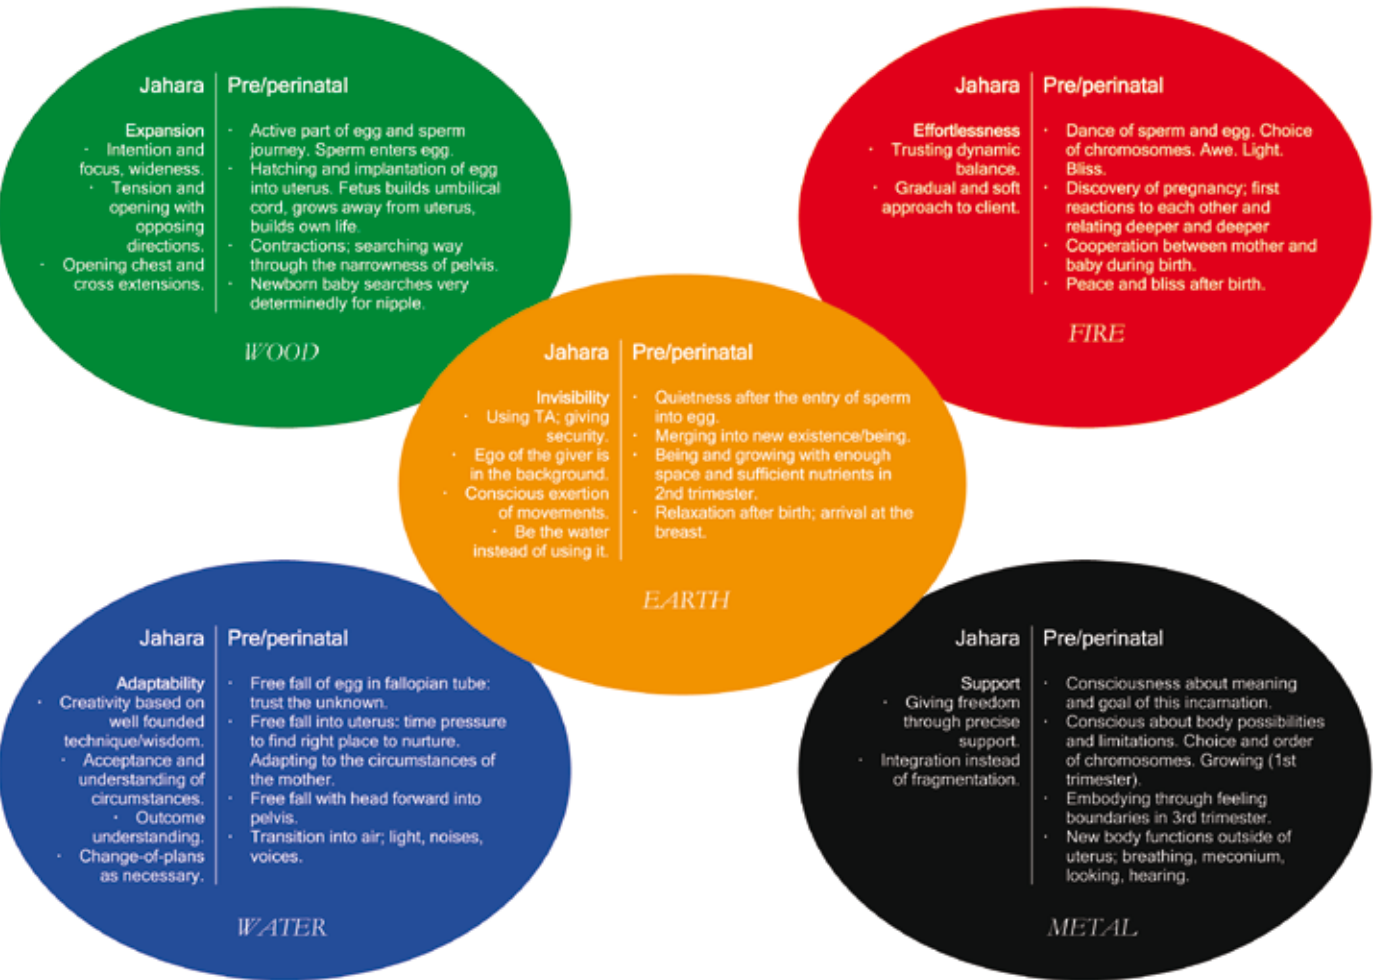 Jahara
Pre/perinatal
Expansion
· Intention and
focus, wideness.
· Tension and
opening with
opposing
directions.
· Opening chest and
cross extensions.
· Active part of egg and sperm
journey. Sperm enters egg.
· Hatching and implantation of egg
into uterus. Fetus builds umbilical
cord, grows away from uterus,
builds own life.
· Contractions; searching way
through the narrowness of pelvis.
· Newborn baby searches very
determinedly for nipple.
WOOD
Jahara
Pre/perinatal
Effortlessness
· Trusting dynamic
balance.
· Gradual and soft
approach to client.
· Dance of sperm and egg. Choice
of chromosomes. Awe. Light.
Bliss.
· Discovery of pregnancy; first
reactions to each other and
relating deeper and deeper
· Cooperation between mother and
baby during birth.
· Peace and bliss after birth.
FIRE
Jahara
Pre/perinatal
Invisibility
· Using TA; giving
security.
· Ego of the giver is
in the background.
· Conscious exertion
of movements.
· Be the water
instead of using it.
· Quietness after the entry of sperm
into egg.
· Merging into new existence/being.
· Being and growing with enough
space and sufficient nutrients in
2nd trimester.
· Relaxation after birth; arrival at the
breast.
EARTH
Jahara
Pre/perinatal
Adaptability
· Creativity based on
well founded
technique/wisdom.
· Acceptance and
understanding of
circumstances.
· Outcome
understanding.
· Change-of-plans
as necessary.
· Free fall of egg in fallopian tube:
trust the unknown.
· Free fall into uterus: time pressure
to find right place to nurture.
Adapting to the circumstances of
the mother.
· Free fall with head forward into
pelvis.
· Transition into air; light, noises,
voices.
WATER
Jahara
Pre/perinatal
Support
· Giving freedom
through precise
support.
· Integration instead
of fragmentation.
· Consciousness about meaning
and goal of this incarnation.
· Conscious about body possibilities
and limitations. Choice and order
of chromosomes. Growing (1st
trimester).
· Embodying through feeling
boundaries in 3rd trimester.
· New body functions outside of
uterus; breathing, meconium,
looking, hearing.
METAL